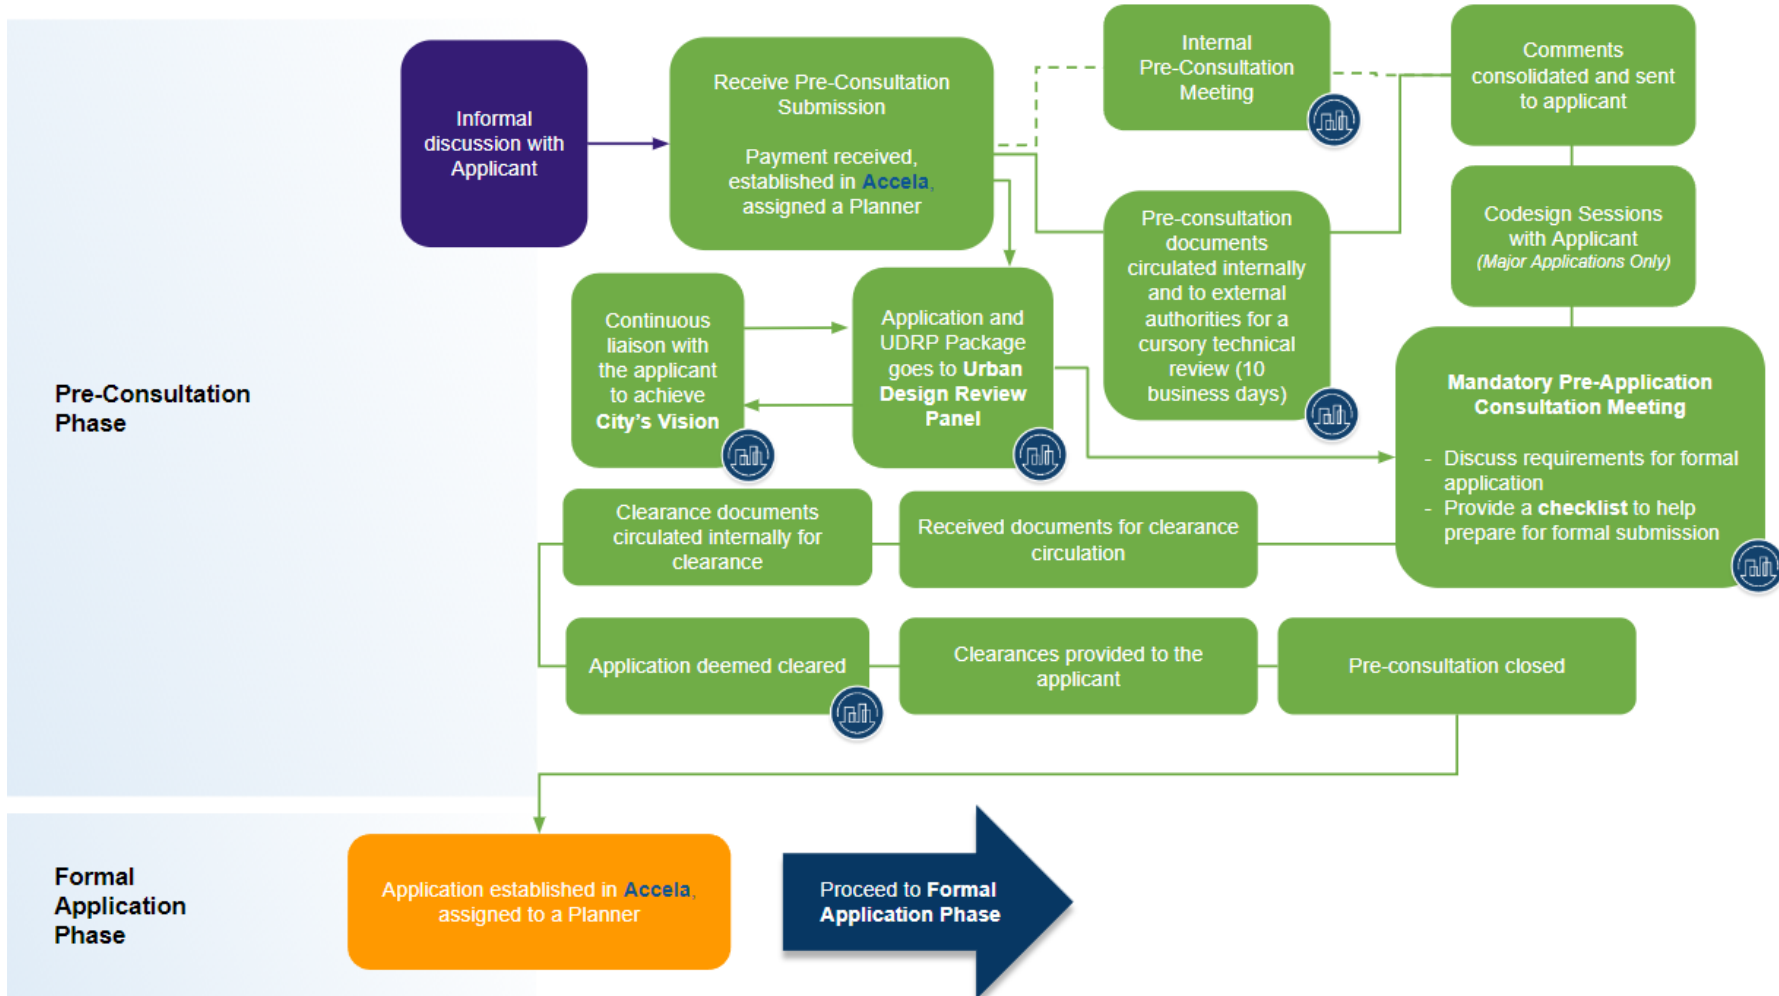 Pre-Consultation
Phase
Informal
discussion with
Applicant
Receive Pre-Consultation
Submission
Payment received,
established in Accela,
assigned a Planner
Internal
Pre-Consultation
Meeting
Comments
consolidated and sent
to applicant
Pre-consultation
documents
circulated internally
and to external
authorities for a
cursory technical
review (10
business days)
Codesign Sessions
with Applicant
(Major Applications Only)
Continuous
liaison with
the applicant
to achieve
City's Vision
Application and
UDRP Package
goes to Urban
Design Review
Panel
Mandatory Pre-Application
Consultation Meeting
- Discuss requirements for formal
application
- Provide a checklist to help
prepare for formal submission
Clearance documents
circulated internally for
clearance
Received documents for clearance
circulation
Application deemed cleared
Clearances provided to the
applicant
Pre-consultation closed
Formal
Application
Phase
Application established in Accela,
assigned to a Planner
Proceed to Formal
Application Phase